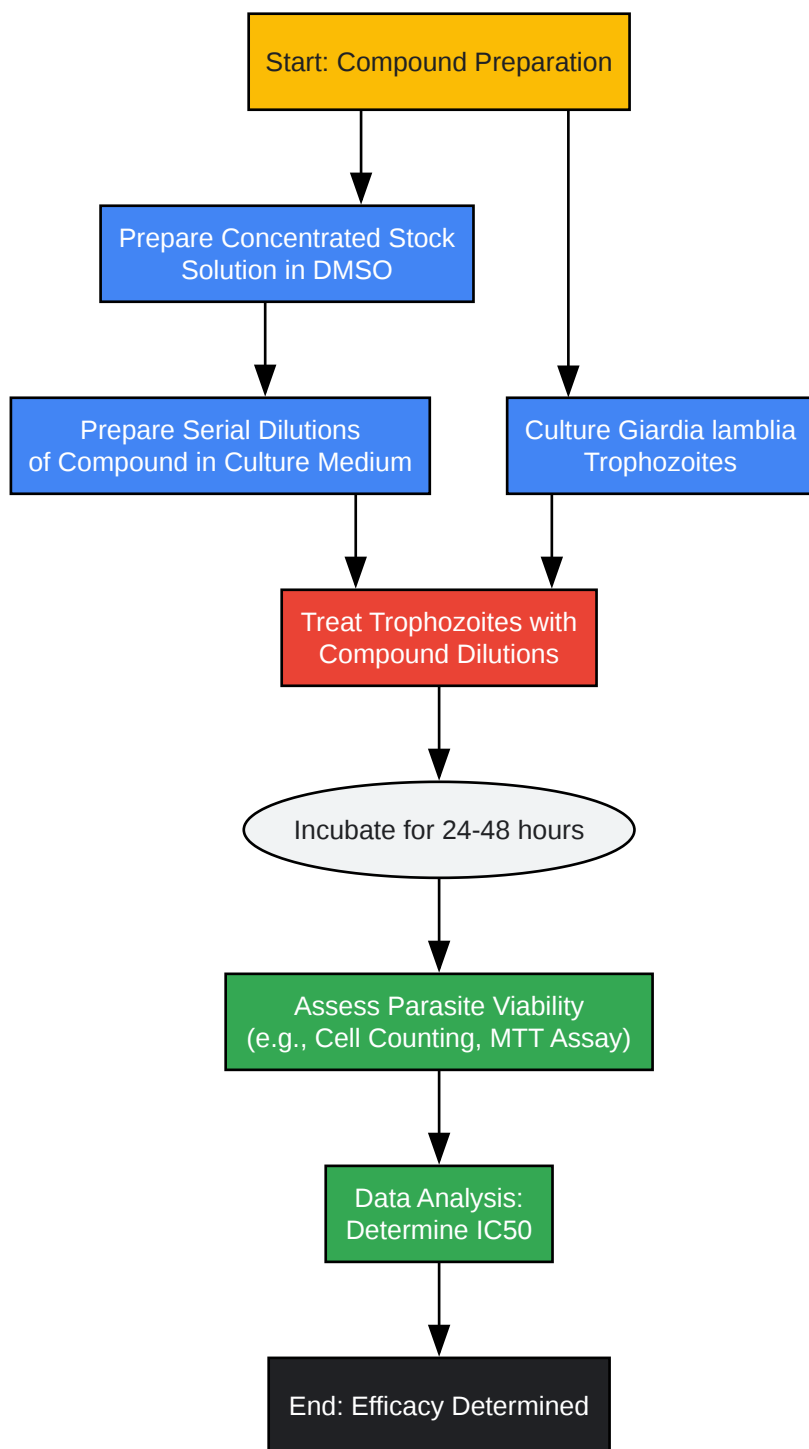 Start: Compound Preparation
Prepare Concentrated Stock
Solution in DMSO
Prepare Serial Dilutions
of Compound in Culture Medium
Culture Giardia lamblia
Trophozoites
Treat Trophozoites with
Compound Dilutions
Incubate for 24-48 hours
Assess Parasite Viability
(e.g., Cell Counting, MTT Assay)
Data Analysis:
Determine IC50
End: Efficacy Determined